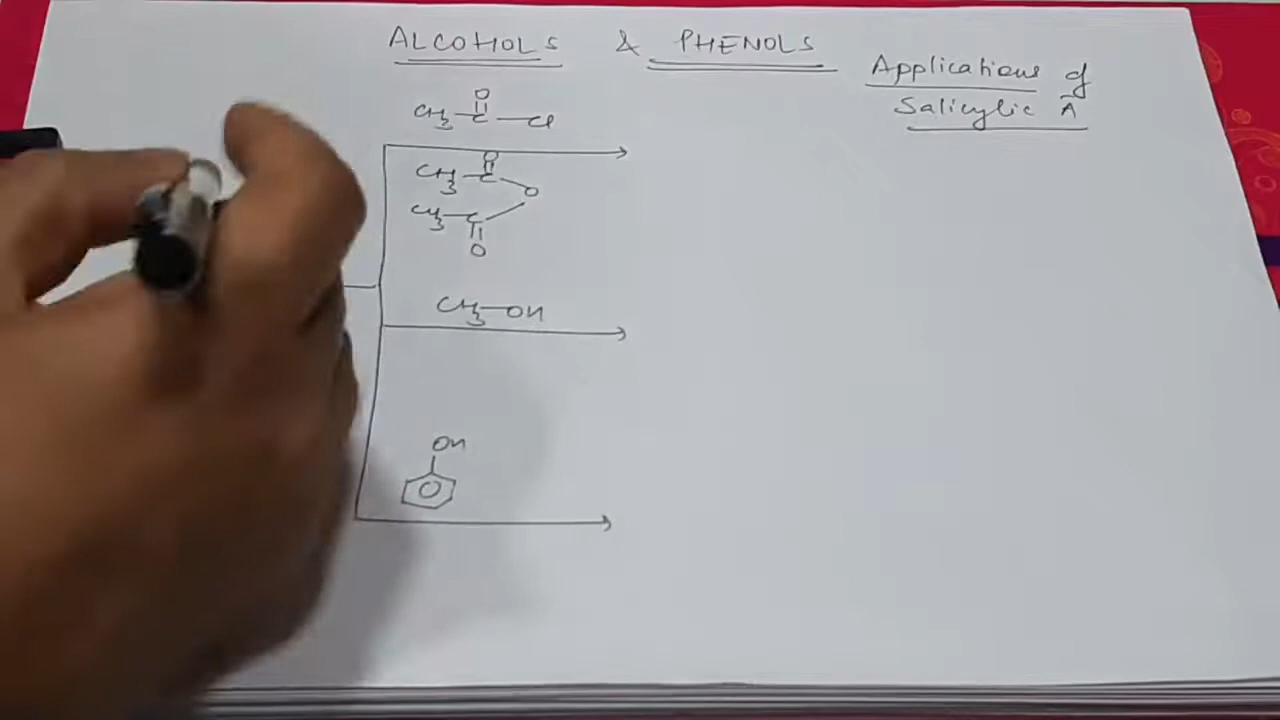 ALCOHOLS & PHENOLS
Applications of
Salicylic A
O
CH3–C–Cl
O
CH3–C
O
CH3–C
O
CH3–OH
OH